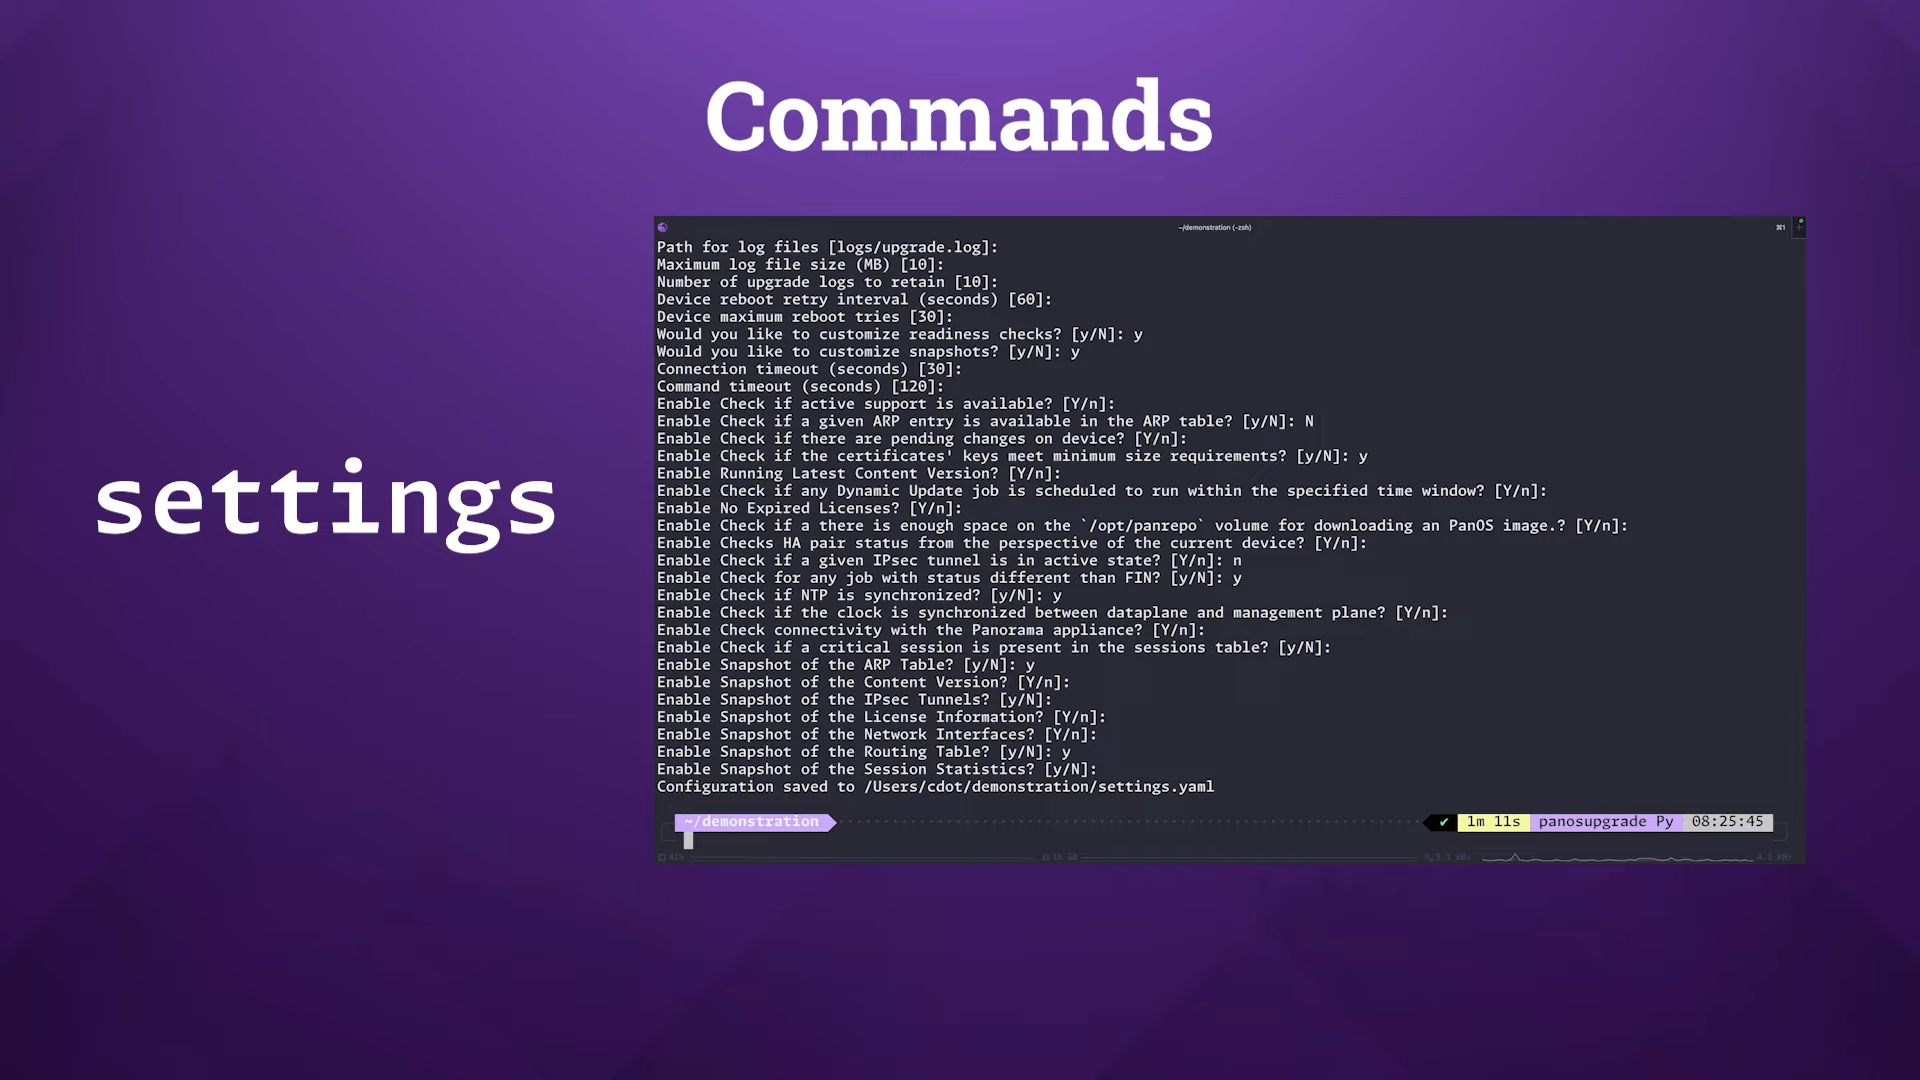 Commands
settings
~/demonstration (-zsh)
⌘1
Path for log files [logs/upgrade.log]:
Maximum log file size (MB) [10]:
Number of upgrade logs to retain [10]:
Device reboot retry interval (seconds) [60]:
Device maximum reboot tries [30]:
Would you like to customize readiness checks? [y/N]: y
Would you like to customize snapshots? [y/N]: y
Connection timeout (seconds) [30]:
Command timeout (seconds) [120]:
Enable Check if active support is available? [Y/n]:
Enable Check if a given ARP entry is available in the ARP table? [y/N]: N
Enable Check if there are pending changes on device? [Y/n]:
Enable Check if the certificates' keys meet minimum size requirements? [y/N]: y
Enable Running Latest Content Version? [Y/n]:
Enable Check if any Dynamic Update job is scheduled to run within the specified time window? [Y/n]:
Enable No Expired Licenses? [Y/n]:
Enable Check if a there is enough space on the `/opt/panrepo` volume for downloading an PanOS image.? [Y/n]:
Enable Checks HA pair status from the perspective of the current device? [Y/n]:
Enable Check if a given IPsec tunnel is in active state? [Y/n]: n
Enable Check for any job with status different than FIN? [y/N]: y
Enable Check if NTP is synchronized? [y/N]: y
Enable Check if the clock is synchronized between dataplane and management plane? [Y/n]:
Enable Check connectivity with the Panorama appliance? [Y/n]:
Enable Check if a critical session is present in the sessions table? [y/N]:
Enable Snapshot of the ARP Table? [y/N]: y
Enable Snapshot of the Content Version? [Y/n]:
Enable Snapshot of the IPsec Tunnels? [y/N]:
Enable Snapshot of the License Information? [Y/n]:
Enable Snapshot of the Network Interfaces? [Y/n]:
Enable Snapshot of the Routing Table? [y/N]: y
Enable Snapshot of the Session Statistics? [y/N]:
Configuration saved to /Users/cdot/demonstration/settings.yaml
~/demonstration ✔ 1m 11s panosupgrade Py 08:25:45
41% 16 GB 5.1 kB↓ 4.1 kB↑